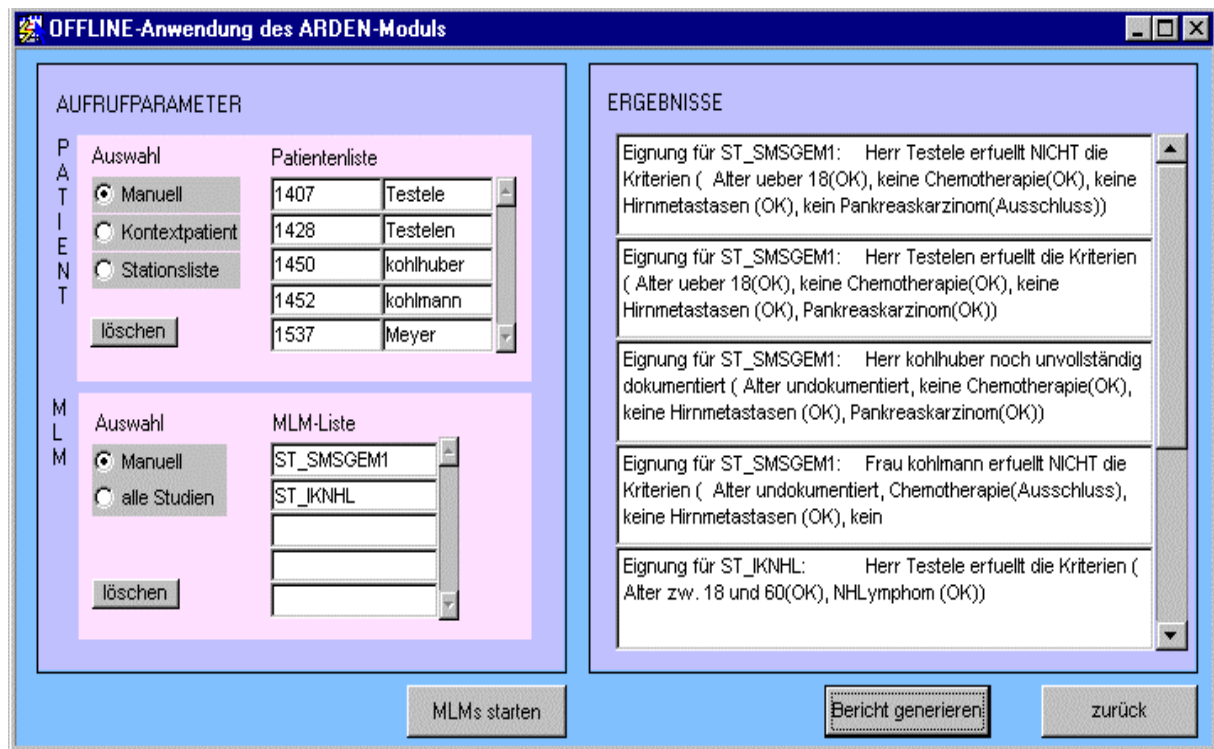 OFFLINE-Anwendung des ARDEN-Moduls
AUFRUFPARAMETER
PATIENT
Auswahl
Manuell
Kontextpatient
Stationsliste
löschen
Patientenliste
1407 Testele
1428 Testelen
1450 kohlhuber
1452 kohlmann
1537 Meyer
MLM
Auswahl
Manuell
alle Studien
löschen
MLM-Liste
ST_SMSGEM1
ST_IKNHL
MLMs starten
ERGEBNISSE
Eignung für ST_SMSGEM1: Herr Testele erfuellt NICHT die
Kriterien ( Alter ueber 18(OK), keine Chemotherapie(OK), keine
Hirnmetastasen (OK), kein Pankreaskarzinom(Ausschluss))
Eignung für ST_SMSGEM1: Herr Testelen erfuellt die Kriterien
( Alter ueber 18(OK), keine Chemotherapie(OK), keine
Hirnmetastasen (OK), Pankreaskarzinom(OK))
Eignung für ST_SMSGEM1: Herr kohlhuber noch unvollständig
dokumentiert ( Alter undokumentiert, keine Chemotherapie(OK),
keine Hirnmetastasen (OK), Pankreaskarzinom(OK))
Eignung für ST_SMSGEM1: Frau kohlmann erfuellt NICHT die
Kriterien ( Alter undokumentiert, Chemotherapie(Ausschluss),
keine Hirnmetastasen (OK), kein
Eignung für ST_IKNHL: Herr Testele erfuellt die Kriterien (
Alter zw. 18 und 60(OK), NHLymphom (OK))
Bericht generieren
zurück